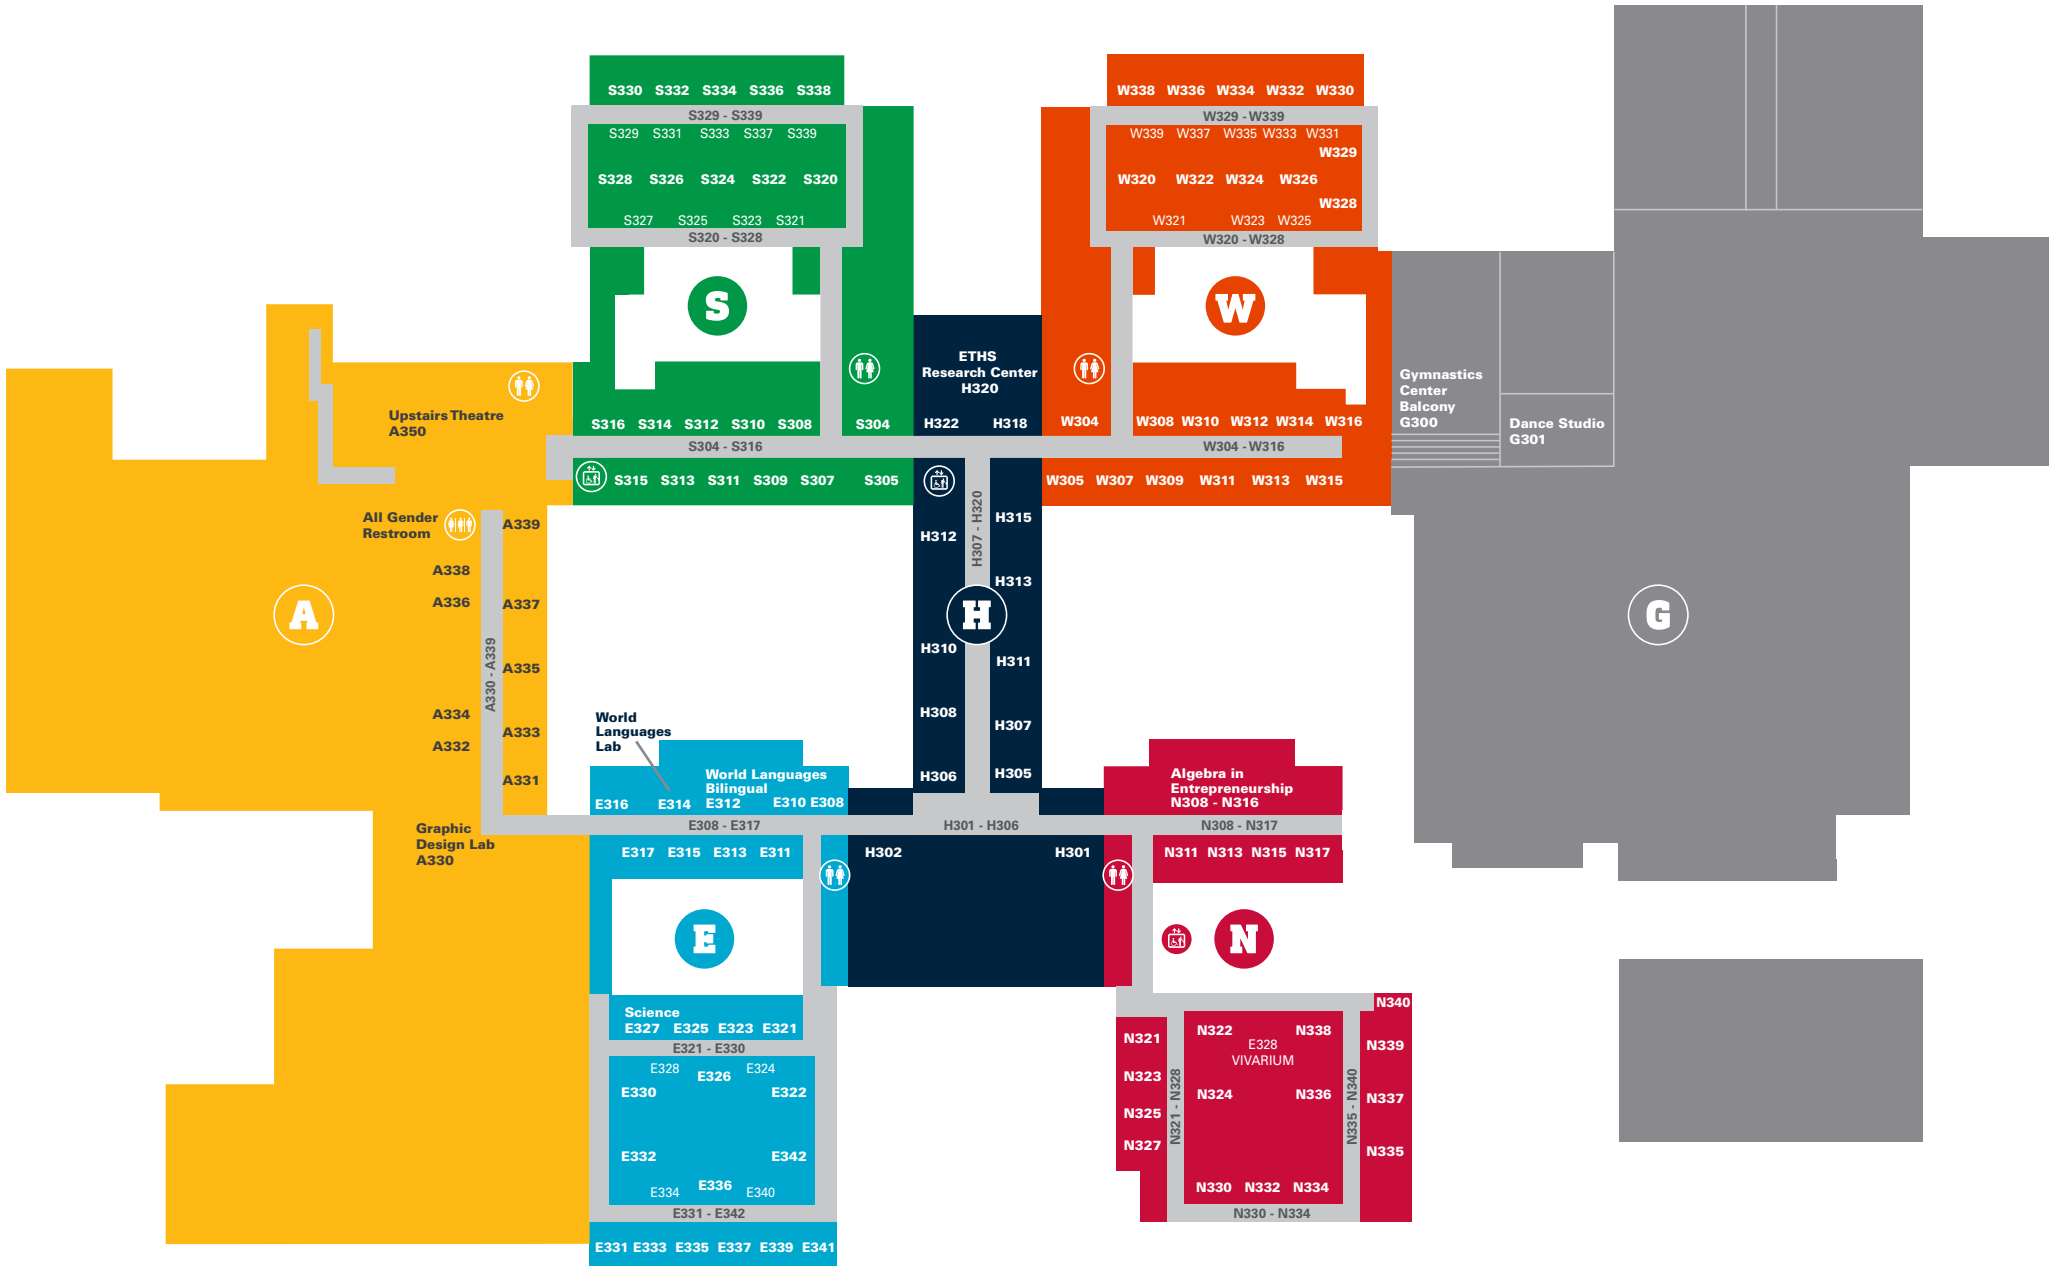 S330 S332 S334 S336 S338
S329 - S339
S329 S331 S333 S337 S339
S328 S326 S324 S322 S320
S327 S325 S323 S321
S320 - S328
S
S316 S314 S312 S310 S308 S304
S304 - S316
S315 S313 S311 S309 S307 S305
W338 W336 W334 W332 W330
W329 - W339
W339 W337 W335 W333 W331
W329
W320 W322 W324 W326
W328
W321 W323 W325
W320 - W328
W
W304 W308 W310 W312 W314 W316
W304 - W316
W305 W307 W309 W311 W313 W315
ETHS
Research Center
H320
H322 H318
H307 - H320
H315
H312
H313
H
H310
H311
H308
H307
H306
H305
H301 - H306
H302 H301
Gymnastics
Center
Balcony
G300
Dance Studio
G301
G
Upstairs Theatre
A350
All Gender
Restroom
A339
A338
A336
A337
A
A330 - A339
A335
A334
A333
A332
A331
Graphic
Design Lab
A330
World
Languages
Lab
World Languages
Bilingual
E316 E314 E312 E310 E308
E308 - E317
E317 E315 E313 E311
E
Science
E327 E325 E323 E321
E321 - E330
E328 E326 E324
E330 E322
E332 E342
E334 E336 E340
E331 - E342
E331 E333 E335 E337 E339 E341
Algebra in
Entrepreneurship
N308 - N316
N308 - N317
N311 N313 N315 N317
N
N340
N322 N338
E328
VIVARIUM
N321
N339
N323
N324 N336
N337
N321 - N328
N335 - N340
N325
N327
N335
N330 N332 N334
N330 - N334